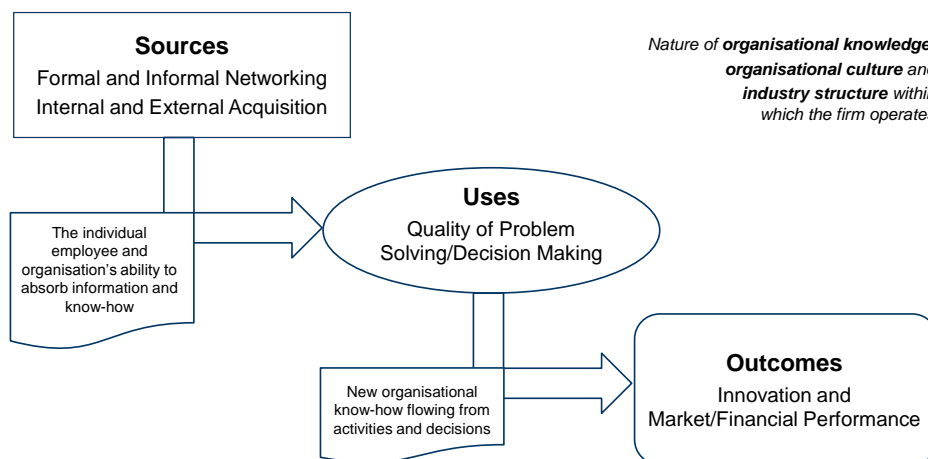 Sources
Formal and Informal Networking
Internal and External Acquisition
Nature of organisational knowledge,
organisational culture and
industry structure within
which the firm operates
The individual
employee and
organisation's ability to
absorb information and
know-how
Uses
Quality of Problem
Solving/Decision Making
New organisational
know-how flowing from
activities and decisions
Outcomes
Innovation and
Market/Financial Performance